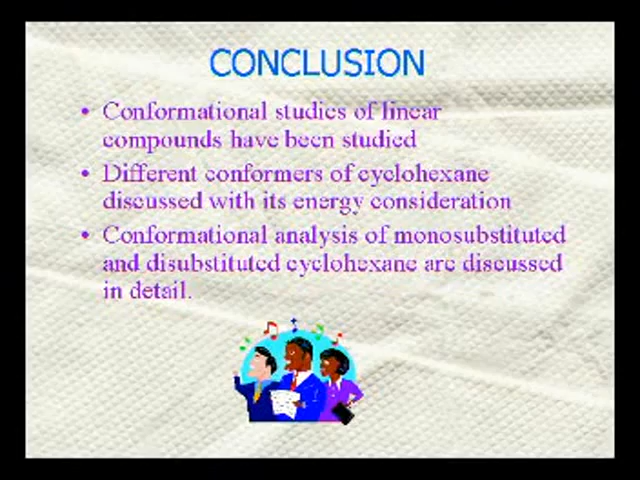 CONCLUSION
• Conformational studies of linear
compounds have been studied
• Different conformers of cyclohexane
discussed with its energy consideration
• Conformational analysis of monosubstituted
and disubstituted cyclohexane are discussed
in detail.